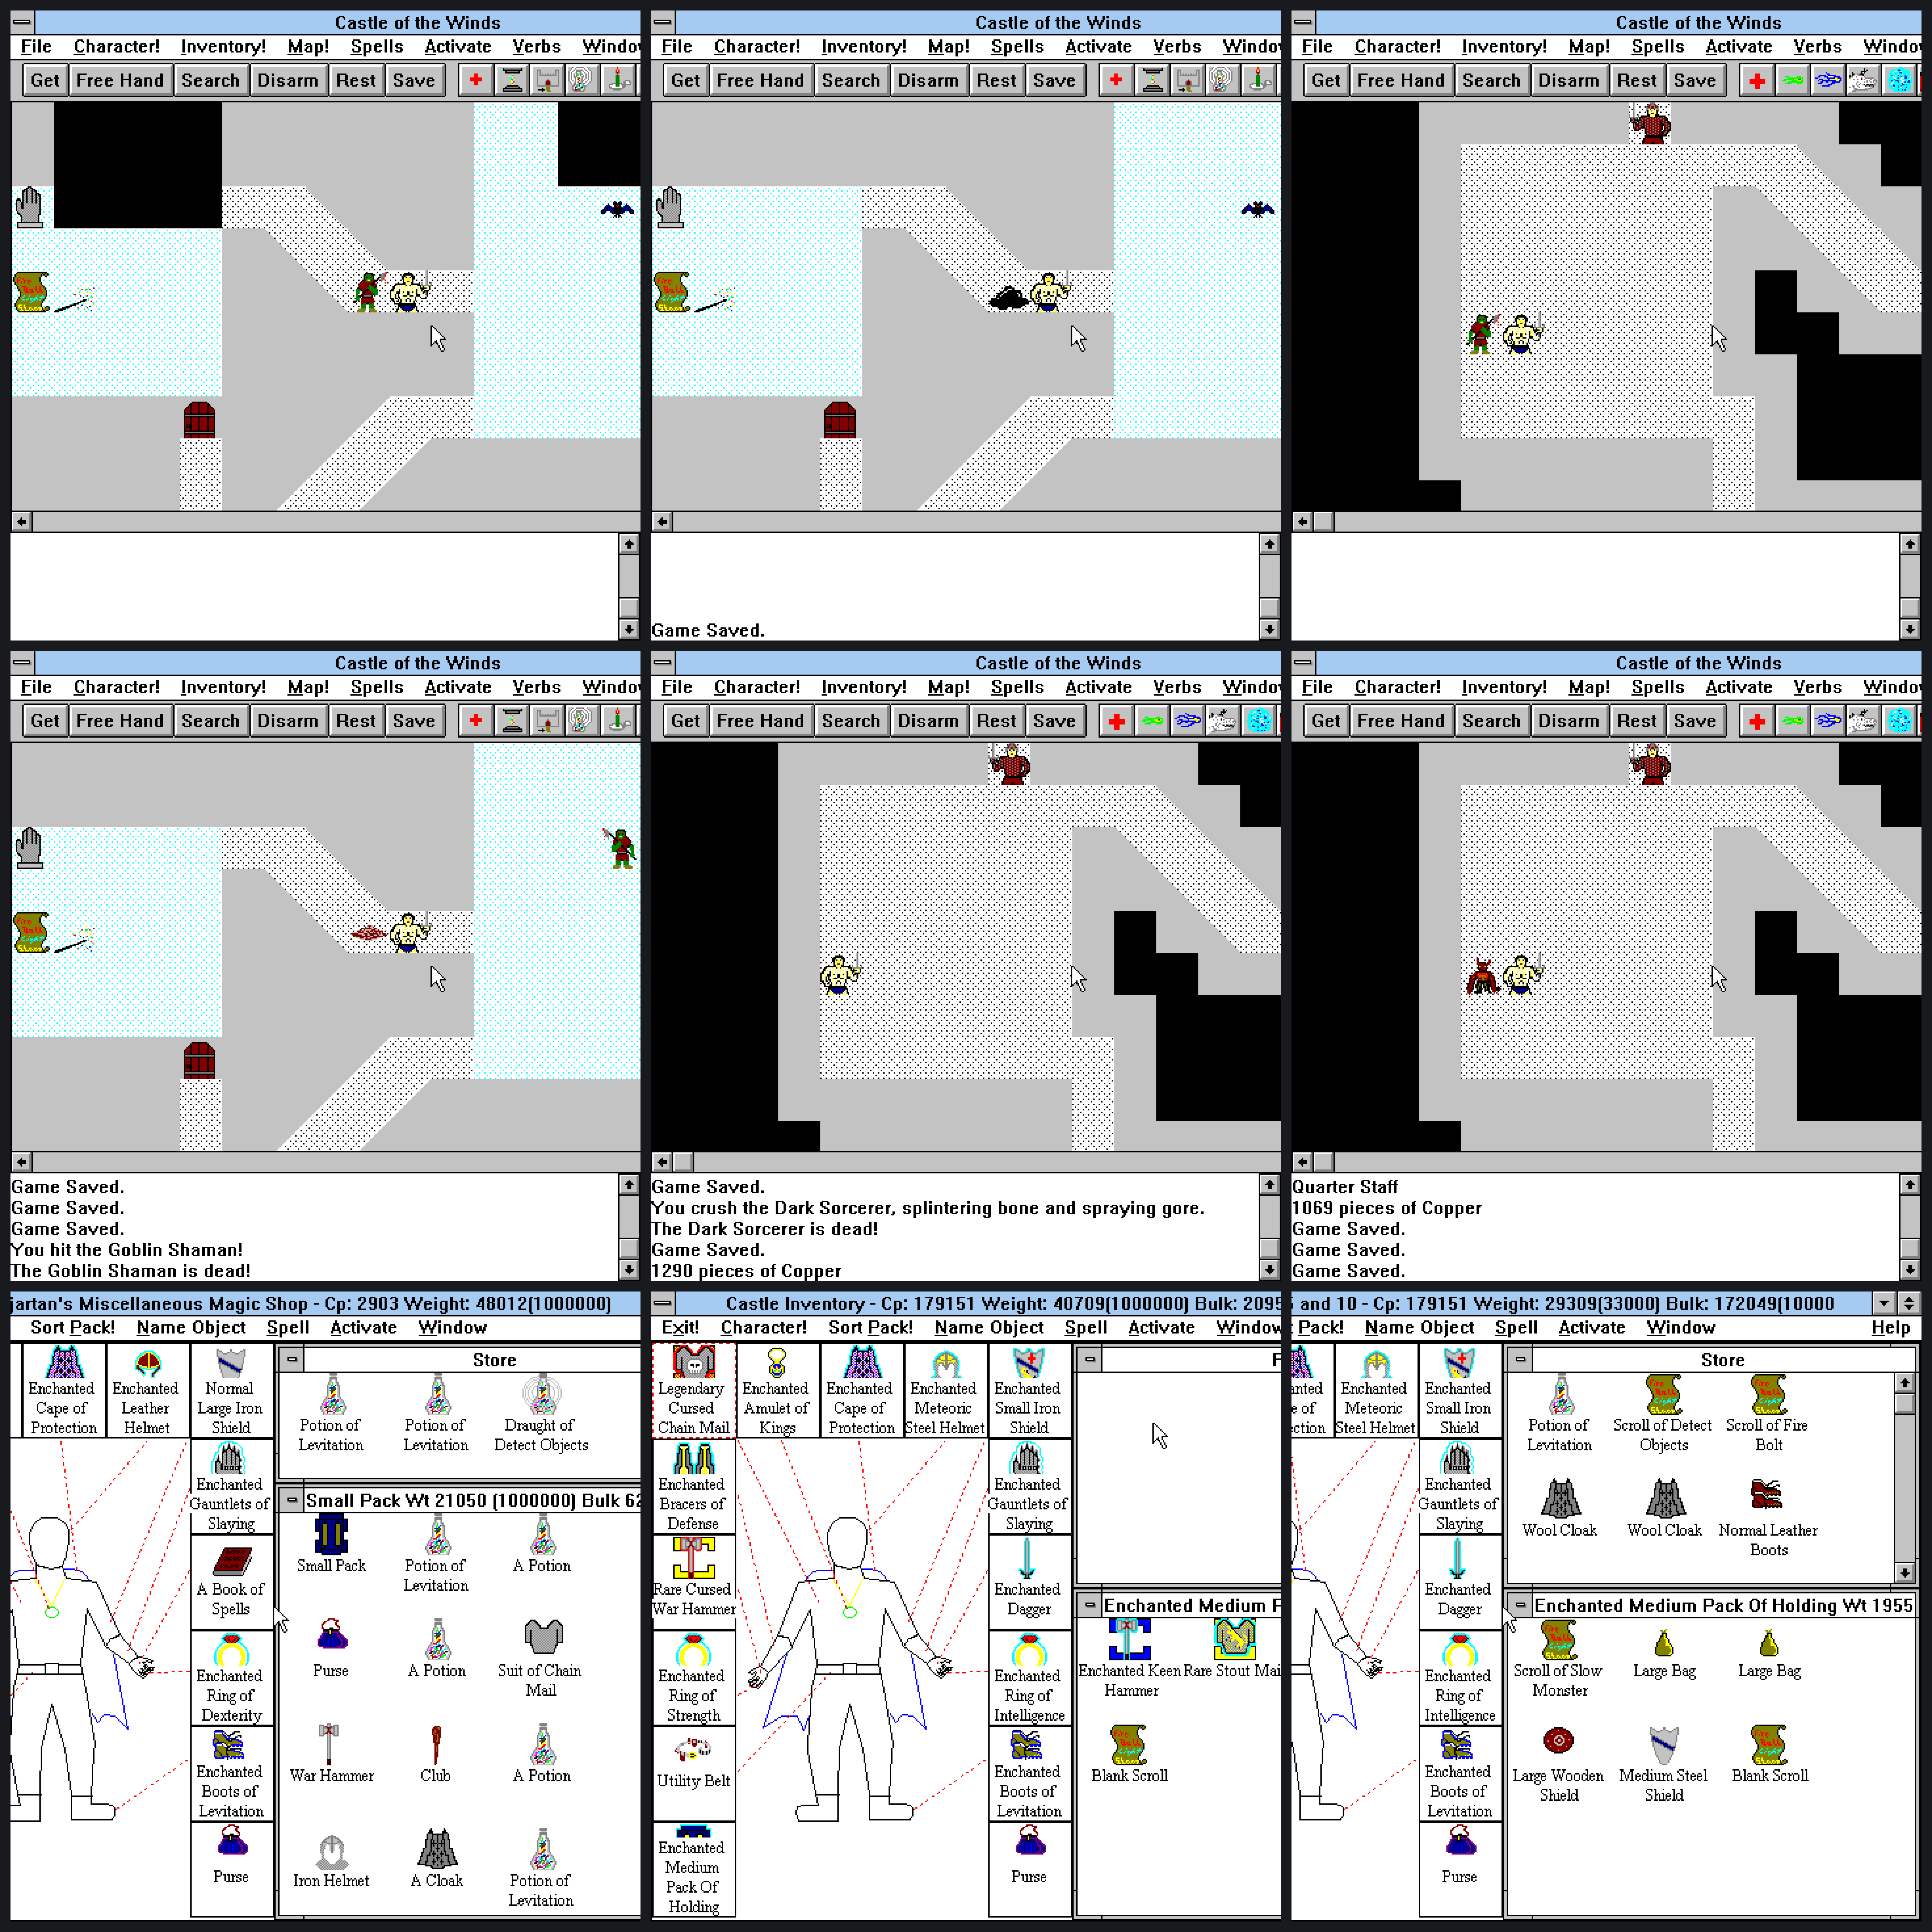 Castle of the Winds
File Character! Inventory! Map! Spells Activate Verbs
Get Free Hand Search Disarm Rest Save
Castle of the Winds
File Character! Inventory! Map! Spells Activate Verbs
Get Free Hand Search Disarm Rest Save
Game Saved.
Castle of the Winds
File Character! Inventory! Map! Spells Activate Verbs
Get Free Hand Search Disarm Rest Save
Castle of the Winds
File Character! Inventory! Map! Spells Activate Verbs
Get Free Hand Search Disarm Rest Save
Game Saved.
Game Saved.
Game Saved.
You hit the Goblin Shaman!
The Goblin Shaman is dead!
Castle of the Winds
File Character! Inventory! Map! Spells Activate Verbs
Get Free Hand Search Disarm Rest Save
Game Saved.
You crush the Dark Sorcerer, splintering bone and spraying gore.
The Dark Sorcerer is dead!
Game Saved.
1290 pieces of Copper
Castle of the Winds
File Character! Inventory! Map! Spells Activate Verbs
Get Free Hand Search Disarm Rest Save
Quarter Staff
1069 pieces of Copper
Game Saved.
Game Saved.
Game Saved.
jartan's Miscellaneous Magic Shop - Cp: 2903 Weight: 48012(1000000)
Sort Pack! Name Object Spell Activate Window
Enchanted
Cape of
Protection
Enchanted
Leather
Helmet
Normal
Large Iron
Shield
Enchanted
Gauntlets of
Slaying
A Book of
Spells
Enchanted
Ring of
Dexterity
Enchanted
Boots of
Levitation
Purse
Store
Potion of
Levitation
Potion of
Levitation
Draught of
Detect Objects
Small Pack Wt 21050 (1000000) Bulk 62
Small Pack
Potion of
Levitation
A Potion
Purse
A Potion
Suit of Chain
Mail
War Hammer
Club
A Potion
Iron Helmet
A Cloak
Potion of
Levitation
Castle Inventory - Cp: 179151 Weight: 40709(1000000) Bulk: 2095
Exit! Character! Sort Pack! Name Object Spell Activate Window
Legendary
Cursed
Chain Mail
Enchanted
Amulet of
Kings
Enchanted
Cape of
Protection
Enchanted
Meteoric
Steel Helmet
Enchanted
Small Iron
Shield
Enchanted
Bracers of
Defense
Rare Cursed
War Hammer
Enchanted
Ring of
Strength
Utility Belt
Enchanted
Medium
Pack Of
Holding
Enchanted
Gauntlets of
Slaying
Enchanted
Dagger
Enchanted
Ring of
Intelligence
Enchanted
Boots of
Levitation
Purse
Enchanted Medium
Enchanted Keen
Hammer
Rare Stout Mai
Blank Scroll
and 10 - Cp: 179151 Weight: 29309(33000) Bulk: 172049(10000
Pack! Name Object Spell Activate Window Help
Enchanted
Meteoric
Steel Helmet
Enchanted
Small Iron
Shield
Enchanted
Gauntlets of
Slaying
Enchanted
Dagger
Enchanted
Ring of
Intelligence
Enchanted
Boots of
Levitation
Purse
Store
Potion of
Levitation
Scroll of Detect
Objects
Scroll of Fire
Bolt
Wool Cloak
Wool Cloak
Normal Leather
Boots
Enchanted Medium Pack Of Holding Wt 1955
Scroll of Slow
Monster
Large Bag
Large Bag
Large Wooden
Shield
Medium Steel
Shield
Blank Scroll